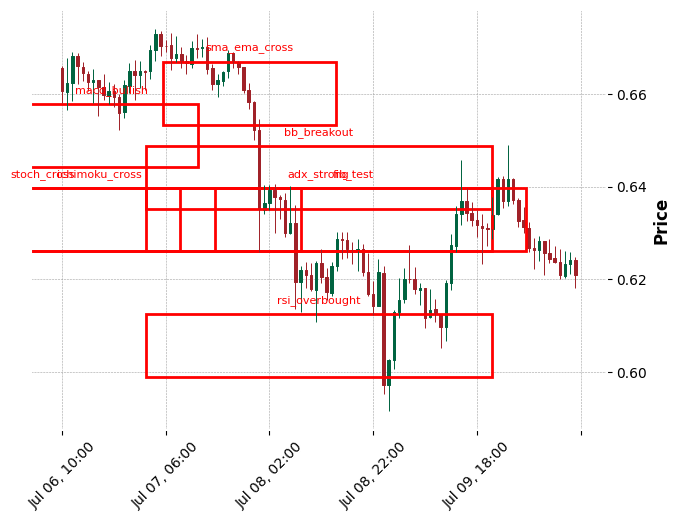 sma_ema_cross
macd_bullish
bb_breakout
stoch_cross
ichimoku_cross
adx_strong
fib_test
rsi_overbought
0.66
0.64
0.62
0.60
Price
Jul 06, 10:00
Jul 07, 06:00
Jul 08, 02:00
Jul 08, 22:00
Jul 09, 18:00